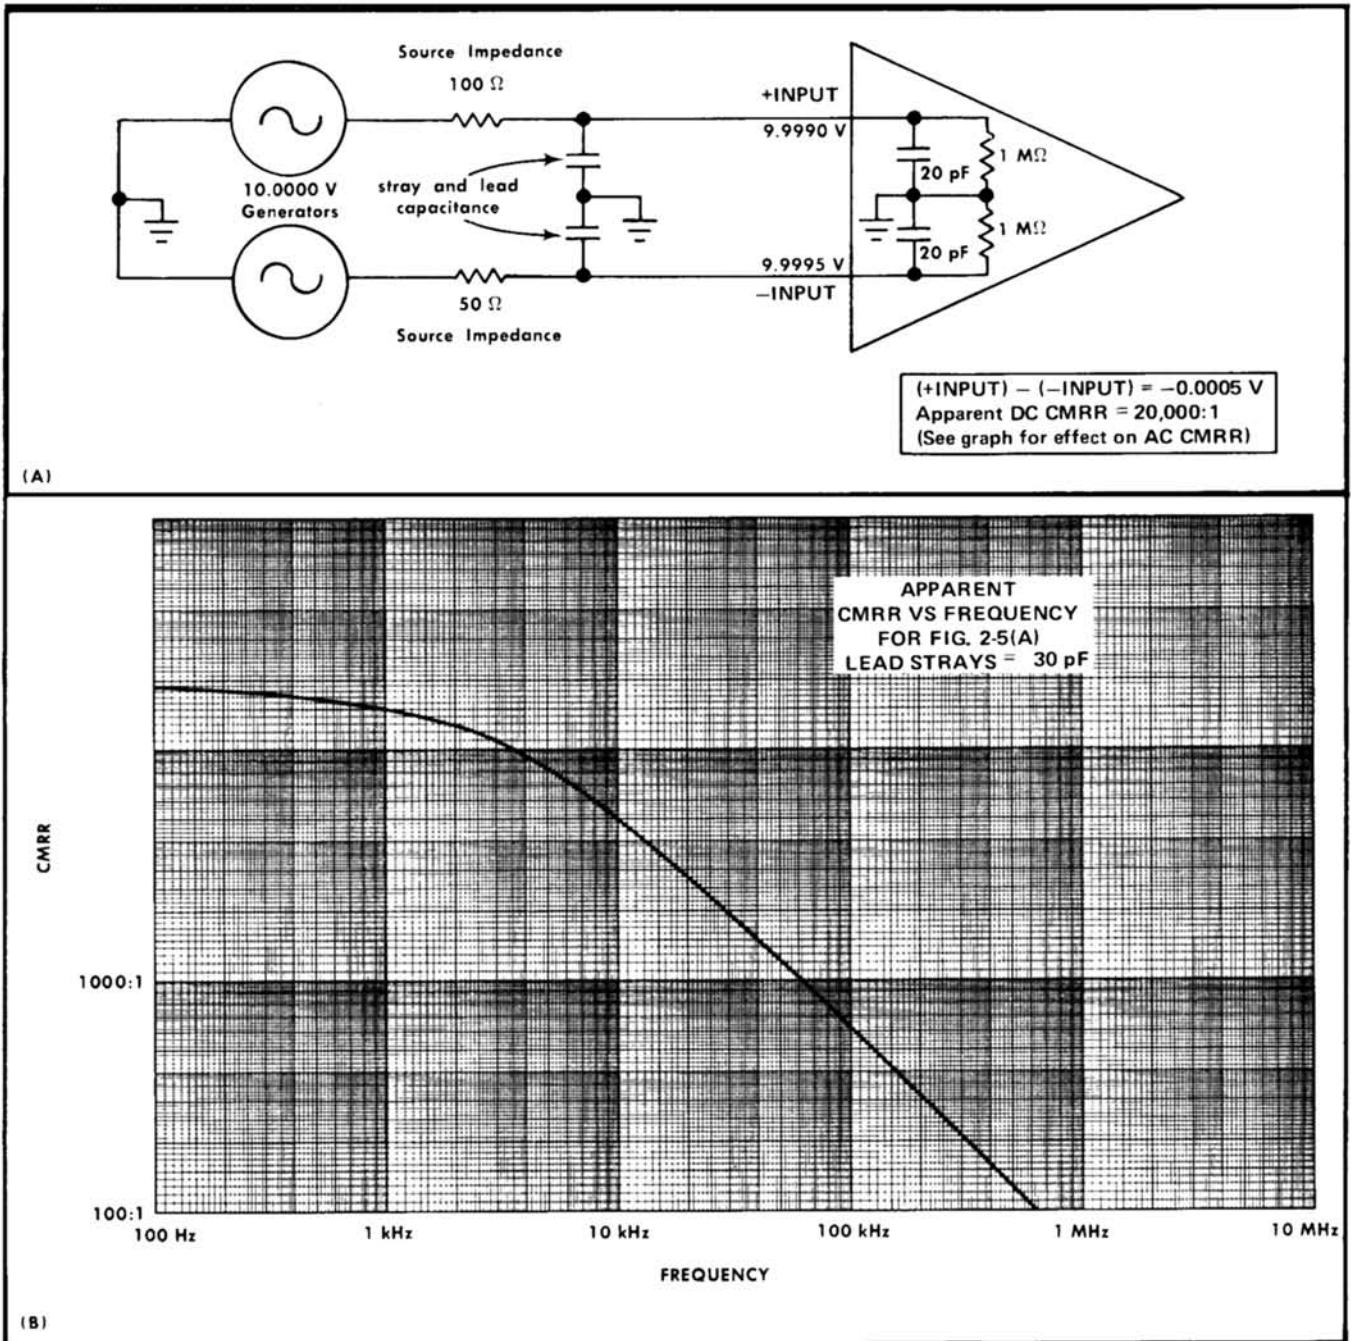 Source Impedance
100 Ω
+INPUT
9.9990 V
1 MΩ
20 pF
10.0000 V
Generators
stray and lead
capacitance
1 MΩ
20 pF
9.9995 V
−INPUT
50 Ω
Source Impedance
(+INPUT) − (−INPUT) = −0.0005 V
Apparent DC CMRR = 20,000:1
(See graph for effect on AC CMRR)
(A)
APPARENT
CMRR VS FREQUENCY
FOR FIG. 2-5(A)
LEAD STRAYS = 30 pF
CMRR
1000:1
100:1
100 Hz 1 kHz 10 kHz 100 kHz 1 MHz 10 MHz
FREQUENCY
(B)